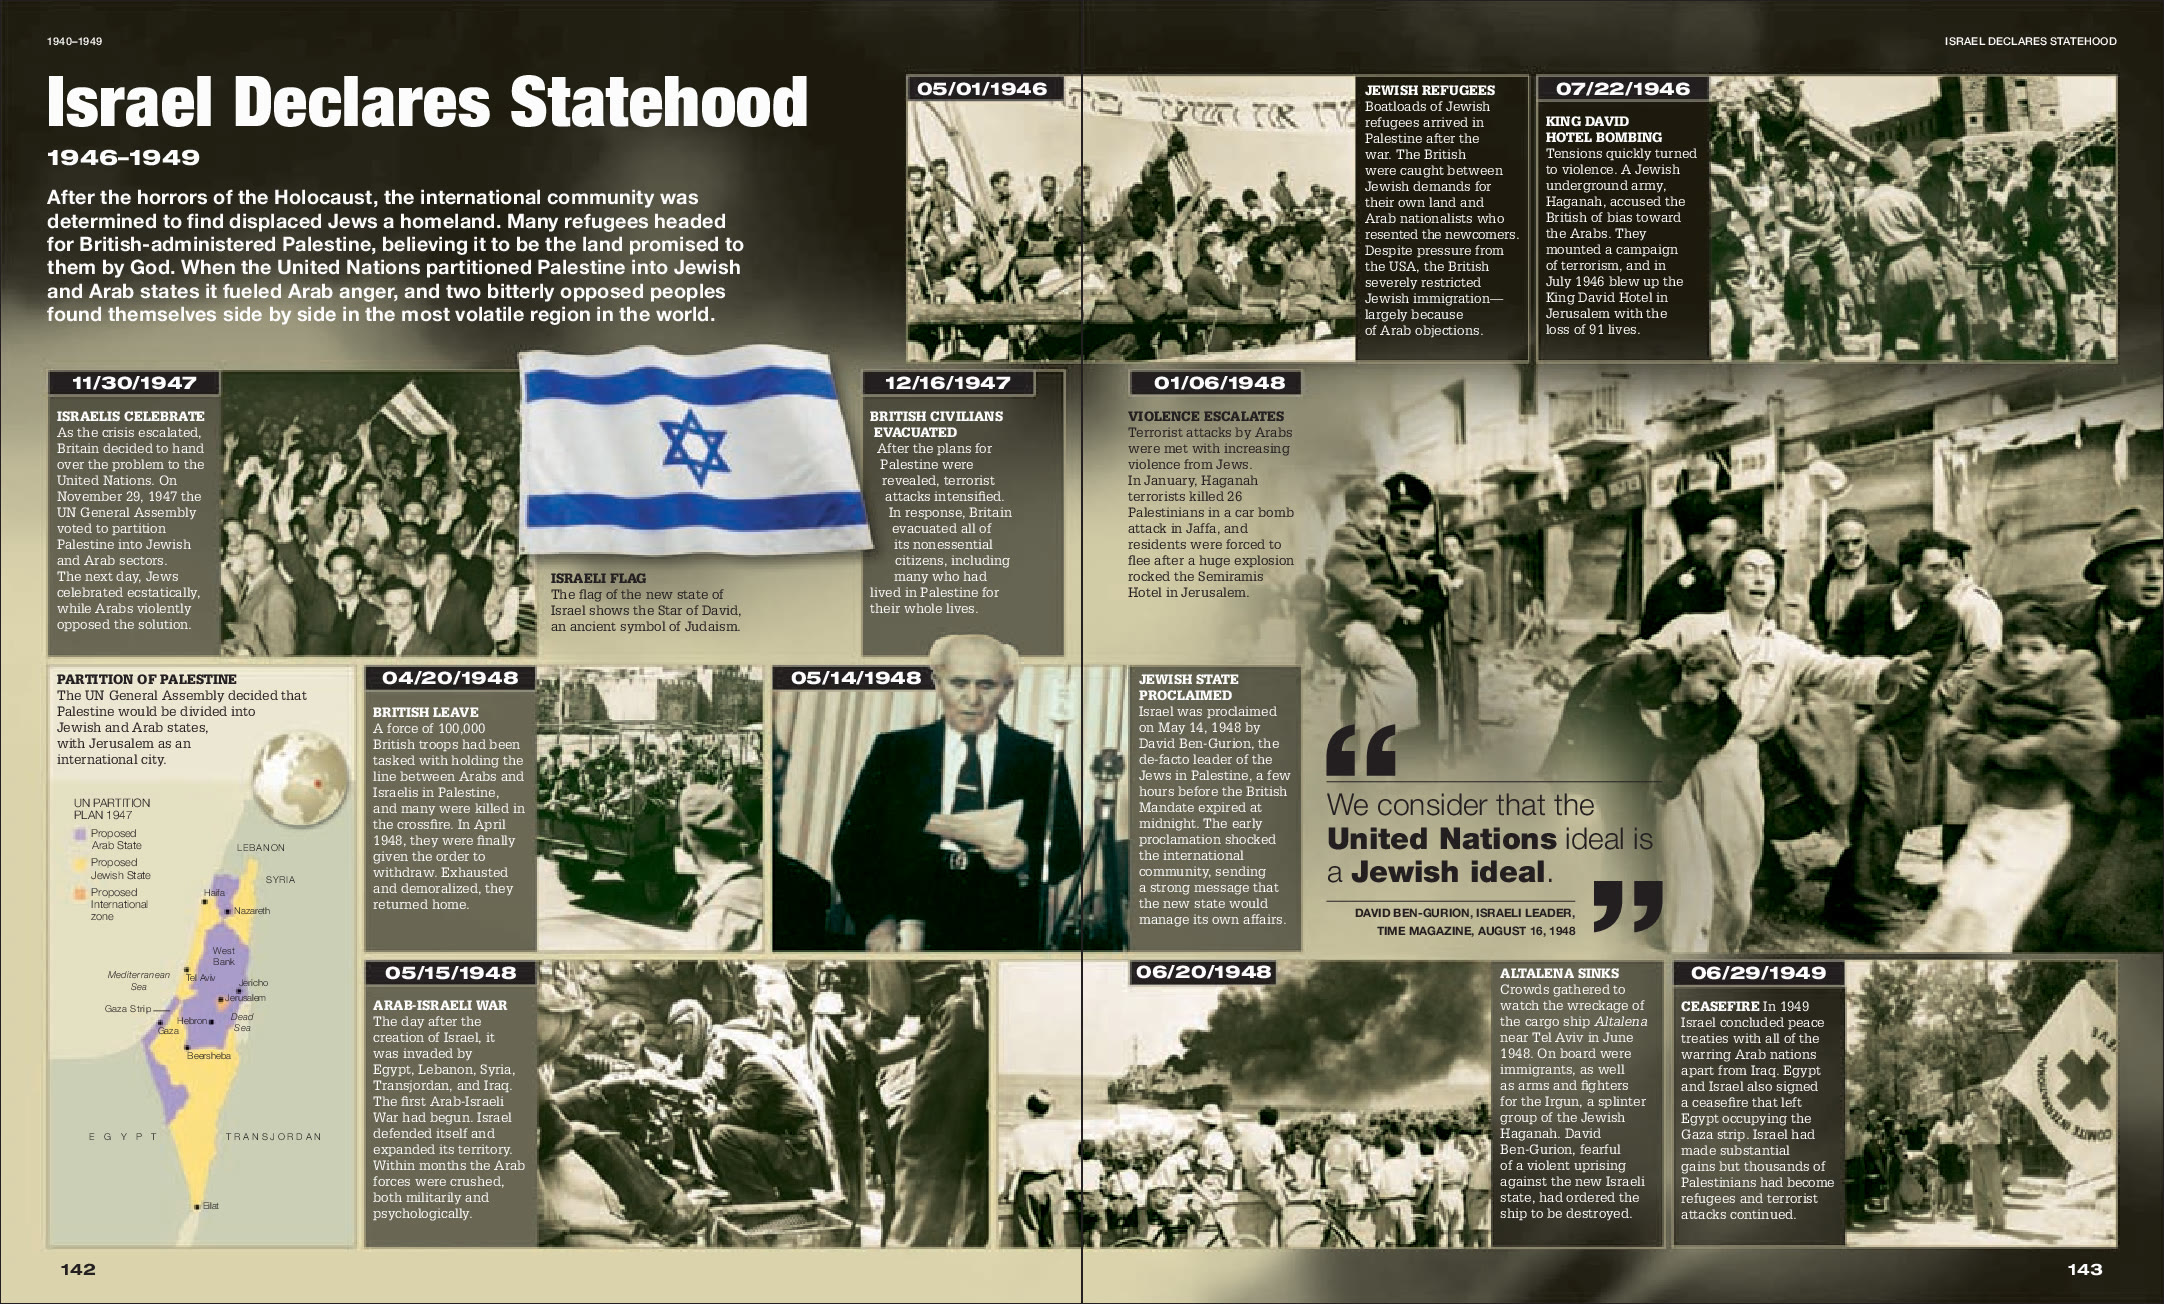 1940–1949
ISRAEL DECLARES STATEHOOD
Israel Declares Statehood
1946–1949
After the horrors of the Holocaust, the international community was
determined to find displaced Jews a homeland. Many refugees headed
for British-administered Palestine, believing it to be the land promised to
them by God. When the United Nations partitioned Palestine into Jewish
and Arab states it fueled Arab anger, and two bitterly opposed peoples
found themselves side by side in the most volatile region in the world.
05/01/1946
JEWISH REFUGEES
Boatloads of Jewish
refugees arrived in
Palestine after the
war. The British
were caught between
Jewish demands for
their own land and
Arab nationalists who
resented the newcomers.
Despite pressure from
the USA, the British
severely restricted
Jewish immigration—
largely because
of Arab objections.
07/22/1946
KING DAVID
HOTEL BOMBING
Tensions quickly turned
to violence. A Jewish
underground army,
Haganah, accused the
British of bias toward
the Arabs. They
mounted a campaign
of terrorism, and in
July 1946 blew up the
King David Hotel in
Jerusalem with the
loss of 91 lives.
11/30/1947
ISRAELIS CELEBRATE
As the crisis escalated,
Britain decided to hand
over the problem to the
United Nations. On
November 29, 1947 the
UN General Assembly
voted to partition
Palestine into Jewish
and Arab sectors.
The next day, Jews
celebrated ecstatically,
while Arabs violently
opposed the solution.
ISRAELI FLAG
The flag of the new state of
Israel shows the Star of David,
an ancient symbol of Judaism.
12/16/1947
BRITISH CIVILIANS
EVACUATED
After the plans for
Palestine were
revealed, terrorist
attacks intensified.
In response, Britain
evacuated all of
its nonessential
citizens, including
many who had
lived in Palestine for
their whole lives.
01/06/1948
VIOLENCE ESCALATES
Terrorist attacks by Arabs
were met with increasing
violence from Jews.
In January, Haganah
terrorists killed 26
Palestinians in a car bomb
attack in Jaffa, and
residents were forced to
flee after a huge explosion
rocked the Semiramis
Hotel in Jerusalem.
PARTITION OF PALESTINE
The UN General Assembly decided that
Palestine would be divided into
Jewish and Arab states,
with Jerusalem as an
international city.
UN PARTITION
PLAN 1947
Proposed
Arab State
Proposed
Jewish State
Proposed
International
zone
LEBANON
SYRIA
Haifa
Nazareth
West
Bank
Mediterranean
Sea
Tel Aviv
Jericho
Jerusalem
Gaza Strip
Hebron
Dead
Sea
Gaza
Beersheba
EGYPT
TRANSJORDAN
Eilat
04/20/1948
BRITISH LEAVE
A force of 100,000
British troops had been
tasked with holding the
line between Arabs and
Israelis in Palestine,
and many were killed in
the crossfire. In April
1948, they were finally
given the order to
withdraw. Exhausted
and demoralized, they
returned home.
05/14/1948
JEWISH STATE
PROCLAIMED
Israel was proclaimed
on May 14, 1948 by
David Ben-Gurion, the
de-facto leader of the
Jews in Palestine, a few
hours before the British
Mandate expired at
midnight. The early
proclamation shocked
the international
community, sending
a strong message that
the new state would
manage its own affairs.
“
We consider that the
United Nations ideal is
a Jewish ideal.
”
DAVID BEN-GURION, ISRAELI LEADER,
TIME MAGAZINE, AUGUST 16, 1948
05/15/1948
ARAB-ISRAELI WAR
The day after the
creation of Israel, it
was invaded by
Egypt, Lebanon, Syria,
Transjordan, and Iraq.
The first Arab-Israeli
War had begun. Israel
defended itself and
expanded its territory.
Within months the Arab
forces were crushed,
both militarily and
psychologically.
06/20/1948
ALTALENA SINKS
Crowds gathered to
watch the wreckage of
the cargo ship Altalena
near Tel Aviv in June
1948. On board were
immigrants, as well
as arms and fighters
for the Irgun, a splinter
group of the Jewish
Haganah. David
Ben-Gurion, fearful
of a violent uprising
against the new Israeli
state, had ordered the
ship to be destroyed.
06/29/1949
CEASEFIRE In 1949
Israel concluded peace
treaties with all of the
warring Arab nations
apart from Iraq. Egypt
and Israel also signed
a ceasefire that left
Egypt occupying the
Gaza strip. Israel had
made substantial
gains but thousands of
Palestinians had become
refugees and terrorist
attacks continued.
142
143